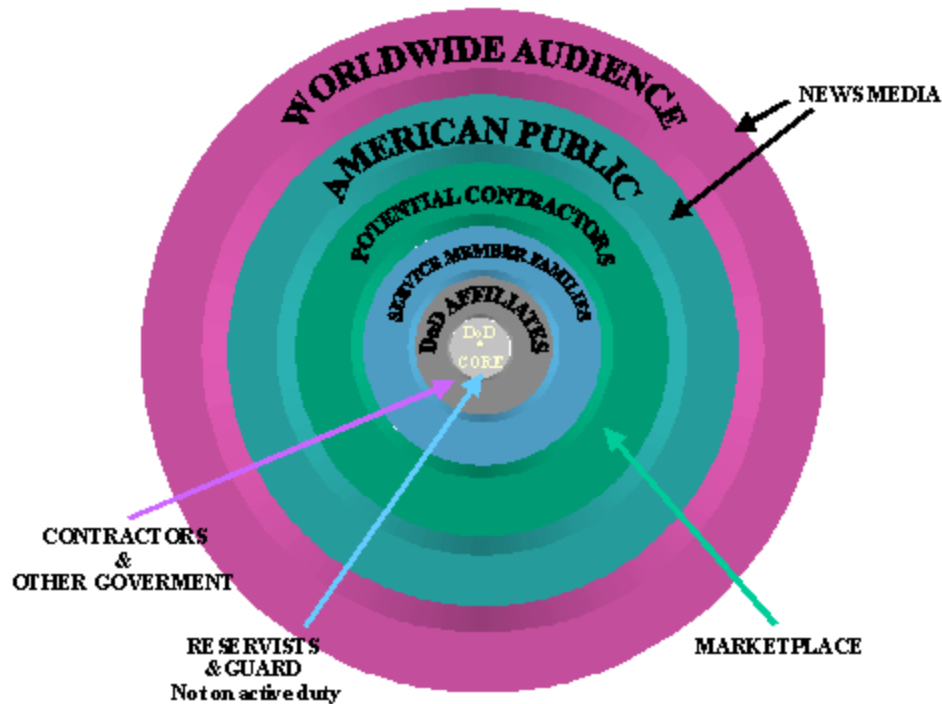 WORLDWIDE AUDIENCE
NEWS MEDIA
AMERICAN PUBLIC
POTENTIAL CONTRACTORS
SERVICE MEMBER FAMILIES
DoD AFFILIATES
DoD
CORE
CONTRACTORS
&
OTHER GOVERMENT
RESERVISTS
& GUARD
Not on active duty
MARKETPLACE